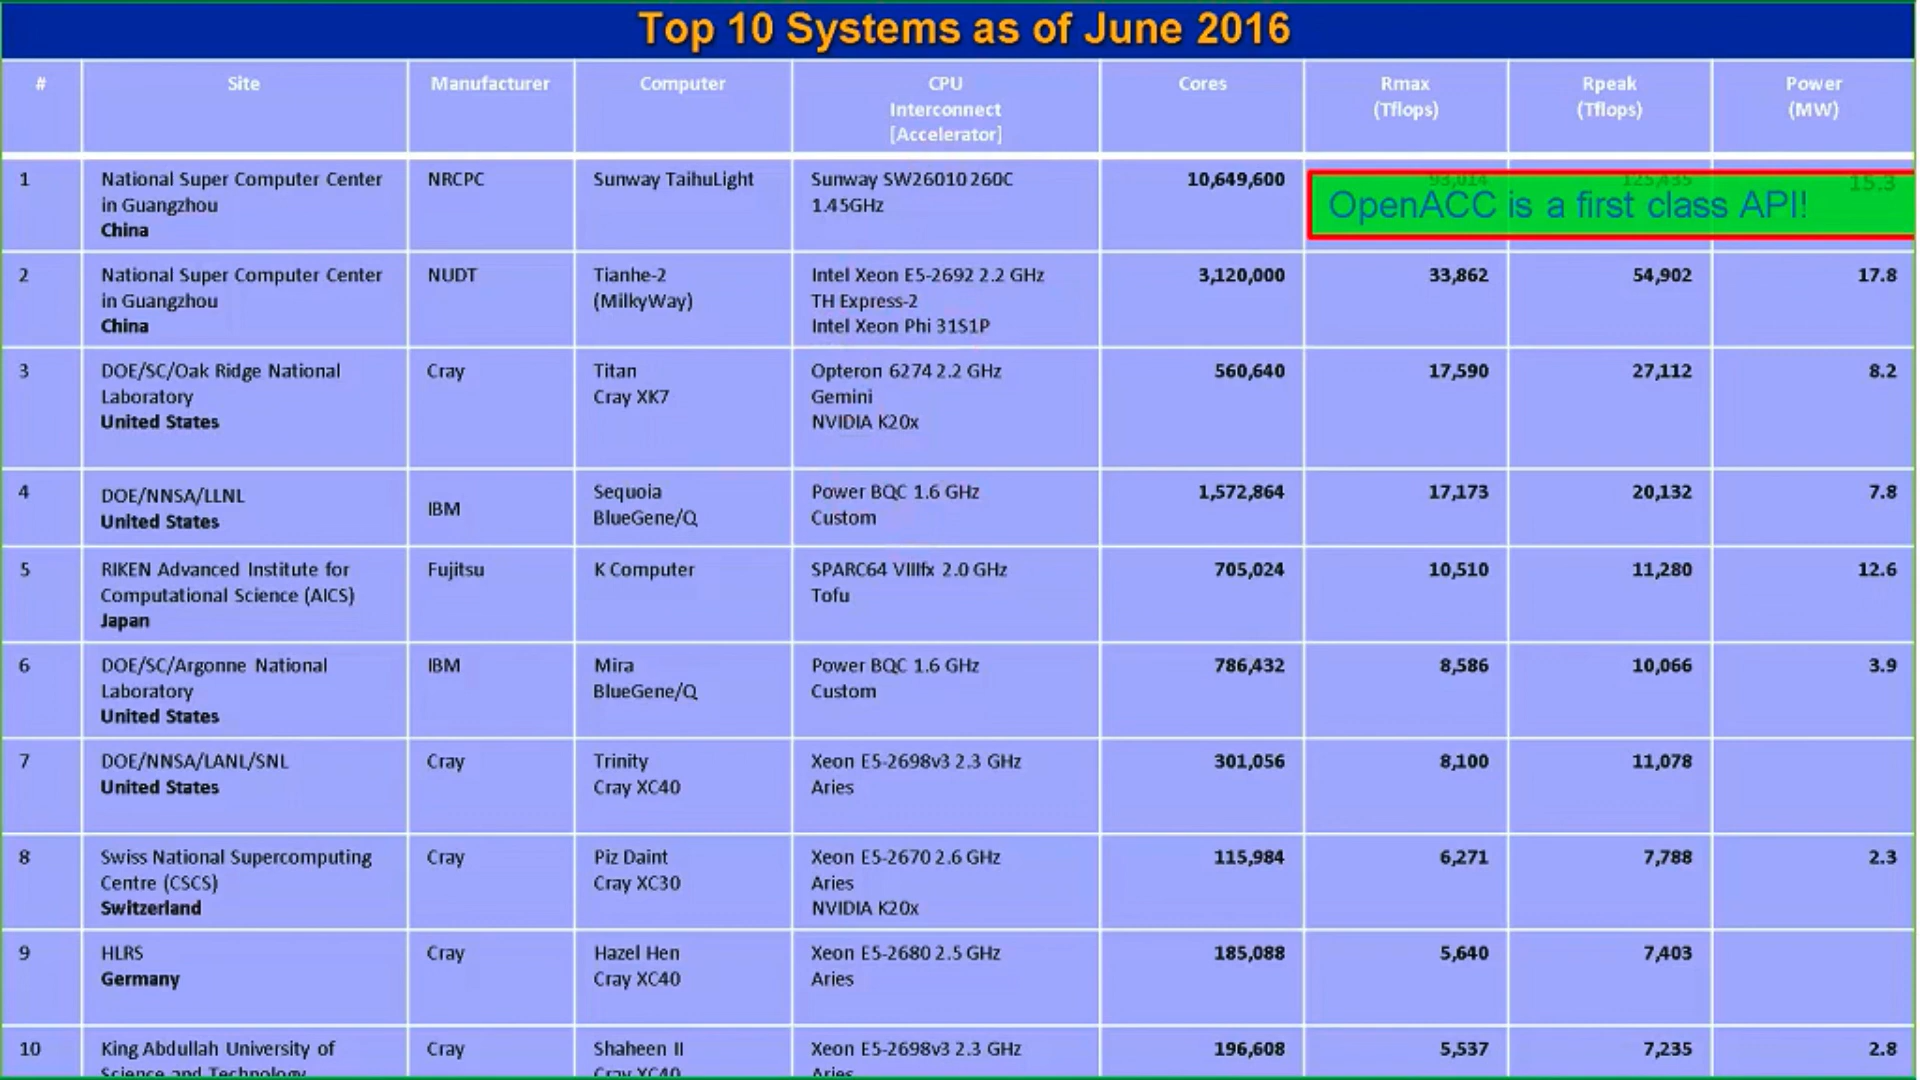 Top 10 Systems as of June 2016
# Site Manufacturer Computer CPU Interconnect [Accelerator] Cores Rmax (Tflops) Rpeak (Tflops) Power (MW)
1 National Super Computer Center in Guangzhou China NRCPC Sunway TaihuLight Sunway SW26010 260C 1.45GHz 10,649,600 93,014 125,435 15.3
OpenACC is a first class API!
2 National Super Computer Center in Guangzhou China NUDT Tianhe-2 (MilkyWay) Intel Xeon E5-2692 2.2 GHz TH Express-2 Intel Xeon Phi 31S1P 3,120,000 33,862 54,902 17.8
3 DOE/SC/Oak Ridge National Laboratory United States Cray Titan Cray XK7 Opteron 6274 2.2 GHz Gemini NVIDIA K20x 560,640 17,590 27,112 8.2
4 DOE/NNSA/LLNL United States IBM Sequoia BlueGene/Q Power BQC 1.6 GHz Custom 1,572,864 17,173 20,132 7.8
5 RIKEN Advanced Institute for Computational Science (AICS) Japan Fujitsu K Computer SPARC64 VIIIfx 2.0 GHz Tofu 705,024 10,510 11,280 12.6
6 DOE/SC/Argonne National Laboratory United States IBM Mira BlueGene/Q Power BQC 1.6 GHz Custom 786,432 8,586 10,066 3.9
7 DOE/NNSA/LANL/SNL United States Cray Trinity Cray XC40 Xeon E5-2698v3 2.3 GHz Aries 301,056 8,100 11,078
8 Swiss National Supercomputing Centre (CSCS) Switzerland Cray Piz Daint Cray XC30 Xeon E5-2670 2.6 GHz Aries NVIDIA K20x 115,984 6,271 7,788 2.3
9 HLRS Germany Cray Hazel Hen Cray XC40 Xeon E5-2680 2.5 GHz Aries 185,088 5,640 7,403
10 King Abdullah University of Science and Technology Cray Shaheen II Cray XC40 Xeon E5-2698v3 2.3 GHz Aries 196,608 5,537 7,235 2.8